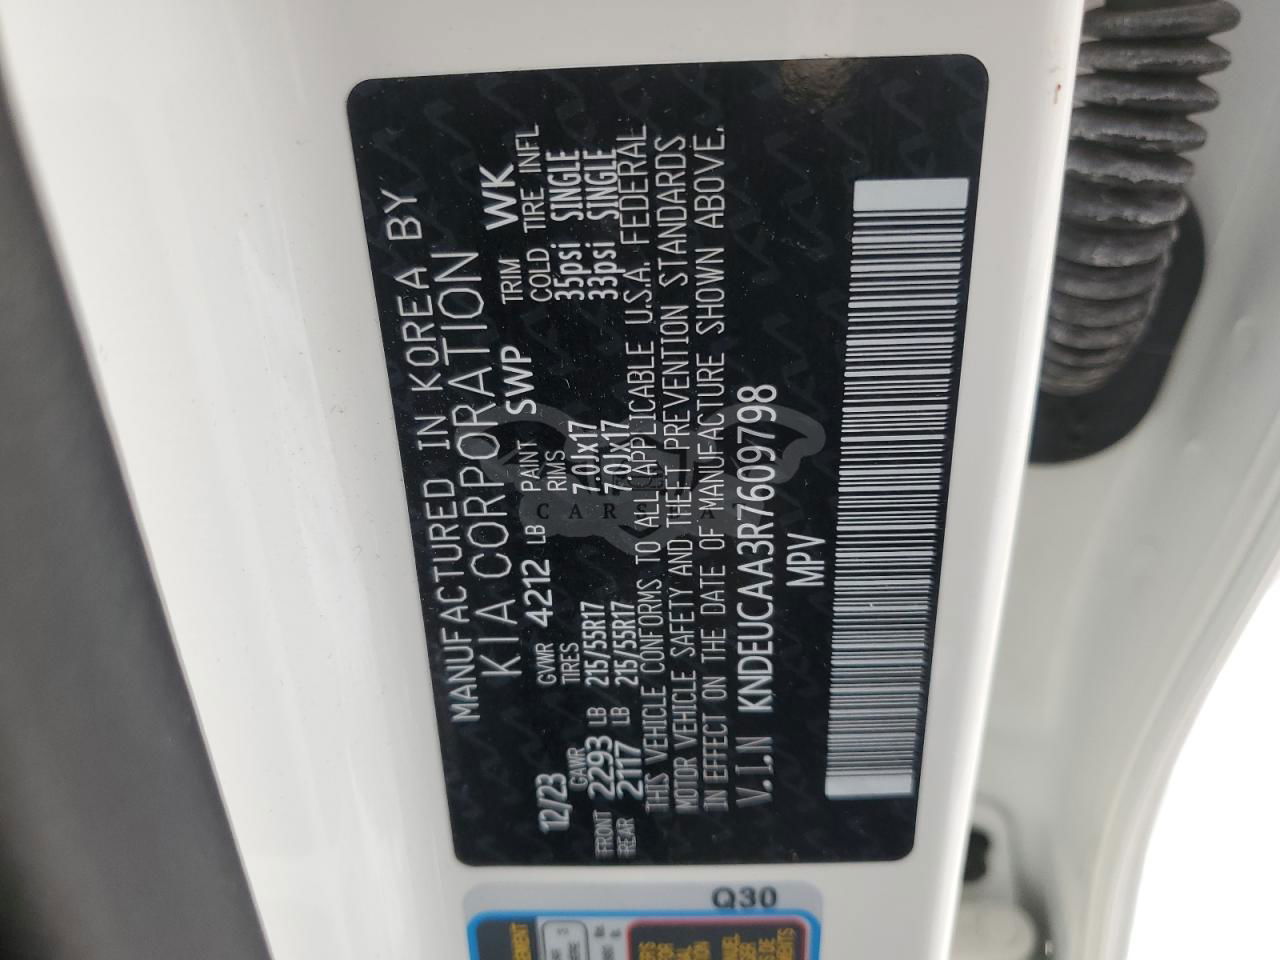 MANUFACTURED IN KOREA BY
KIA CORPORATION
12/23 GVWR 4212 LB PAINT SWP TRIM WK
GAWR TIRES RIMS COLD TIRE INFL
FRONT 2293 LB 215/55R17 7.0Jx17 35psi SINGLE
REAR 2117 LB 215/55R17 7.0Jx17 33psi SINGLE
THIS VEHICLE CONFORMS TO ALL APPLICABLE U.S.A. FEDERAL
MOTOR VEHICLE SAFETY AND THEFT PREVENTION STANDARDS
IN EFFECT ON THE DATE OF MANUFACTURE SHOWN ABOVE.
V.I.N KNDEUCAA3R7609798
MPV
Q30